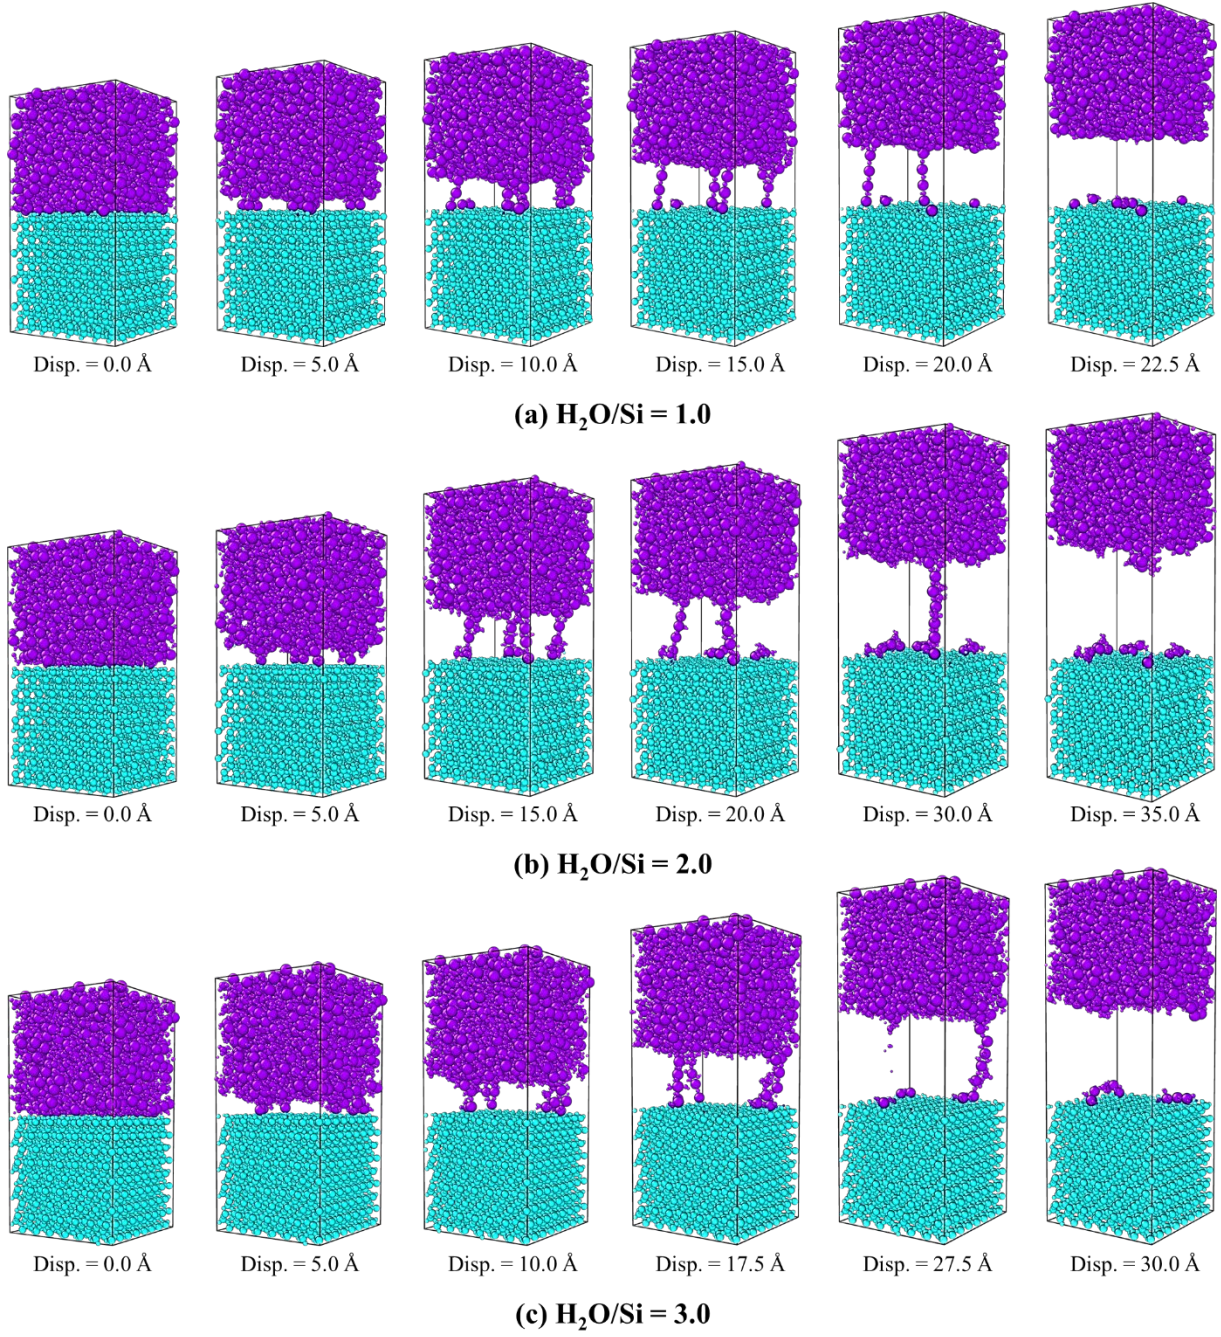 Disp. = 0.0 Å Disp. = 5.0 Å Disp. = 10.0 Å Disp. = 15.0 Å Disp. = 20.0 Å Disp. = 22.5 Å
(a) H₂O/Si = 1.0
Disp. = 0.0 Å Disp. = 5.0 Å Disp. = 15.0 Å Disp. = 20.0 Å Disp. = 30.0 Å Disp. = 35.0 Å
(b) H₂O/Si = 2.0
Disp. = 0.0 Å Disp. = 5.0 Å Disp. = 10.0 Å Disp. = 17.5 Å Disp. = 27.5 Å Disp. = 30.0 Å
(c) H₂O/Si = 3.0